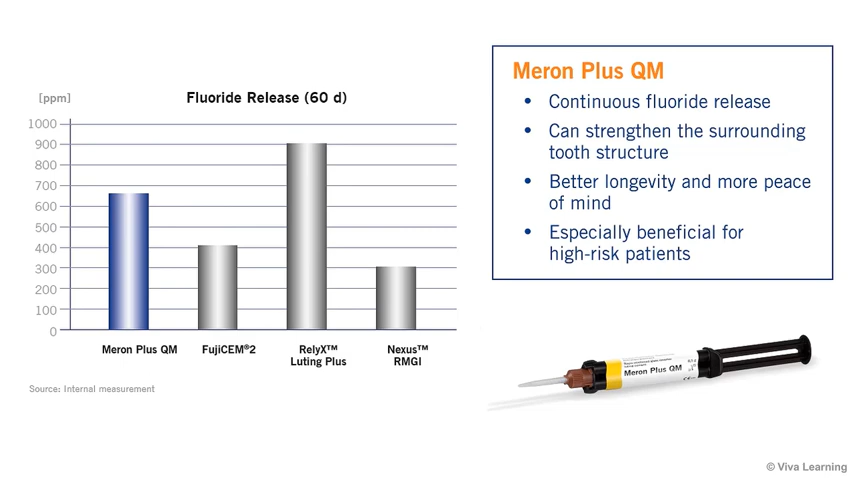 [ppm]
Fluoride Release (60 d)
1000
900
800
700
600
500
400
300
200
100
0
Meron Plus QM
FujiCEM®2
RelyX™
Luting Plus
Nexus™
RMGI
Source: Internal measurement
Meron Plus QM
• Continuous fluoride release
• Can strengthen the surrounding
tooth structure
• Better longevity and more peace
of mind
• Especially beneficial for
high-risk patients
Meron Plus QM
© Viva Learning